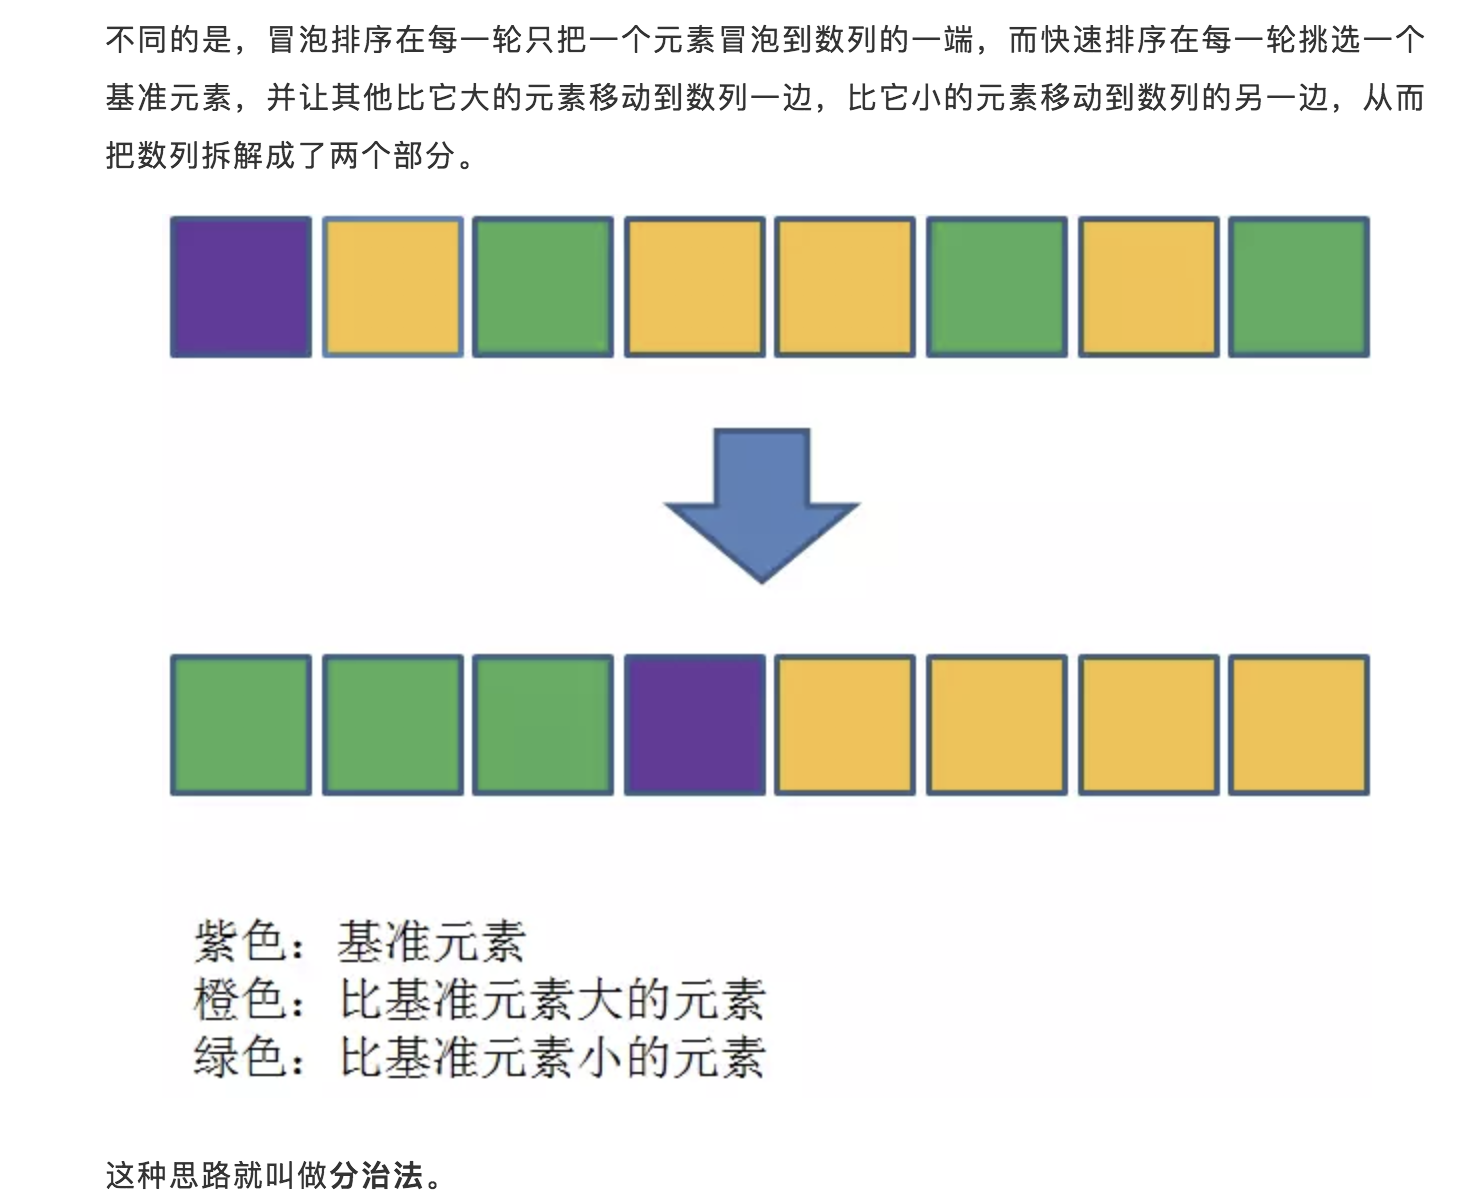 不同的是，冒泡排序在每一轮只把一个元素冒泡到数列的一端，而快速排序在每一轮挑选一个
基准元素，并让其他比它大的元素移动到数列一边，比它小的元素移动到数列的另一边，从而
把数列拆解成了两个部分。
紫色：基准元素
橙色：比基准元素大的元素
绿色：比基准元素小的元素
这种思路就叫做分治法。